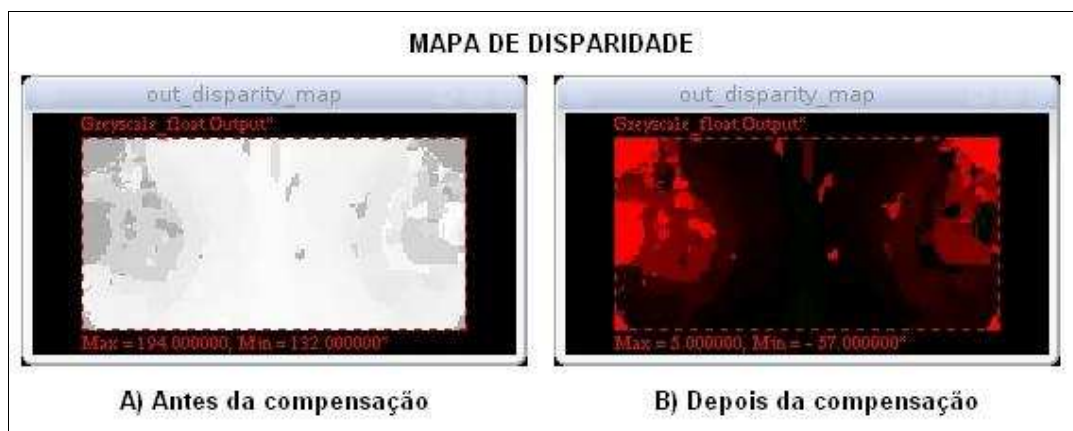 MAPA DE DISPARIDADE
out_disparity_map
Greyscale_float Output*
Max = 194.000000, Min = 132.000000*
A) Antes da compensação
out_disparity_map
Greyscale_float Output*
Max = 5.000000, Min = - 57.000000*
B) Depois da compensação